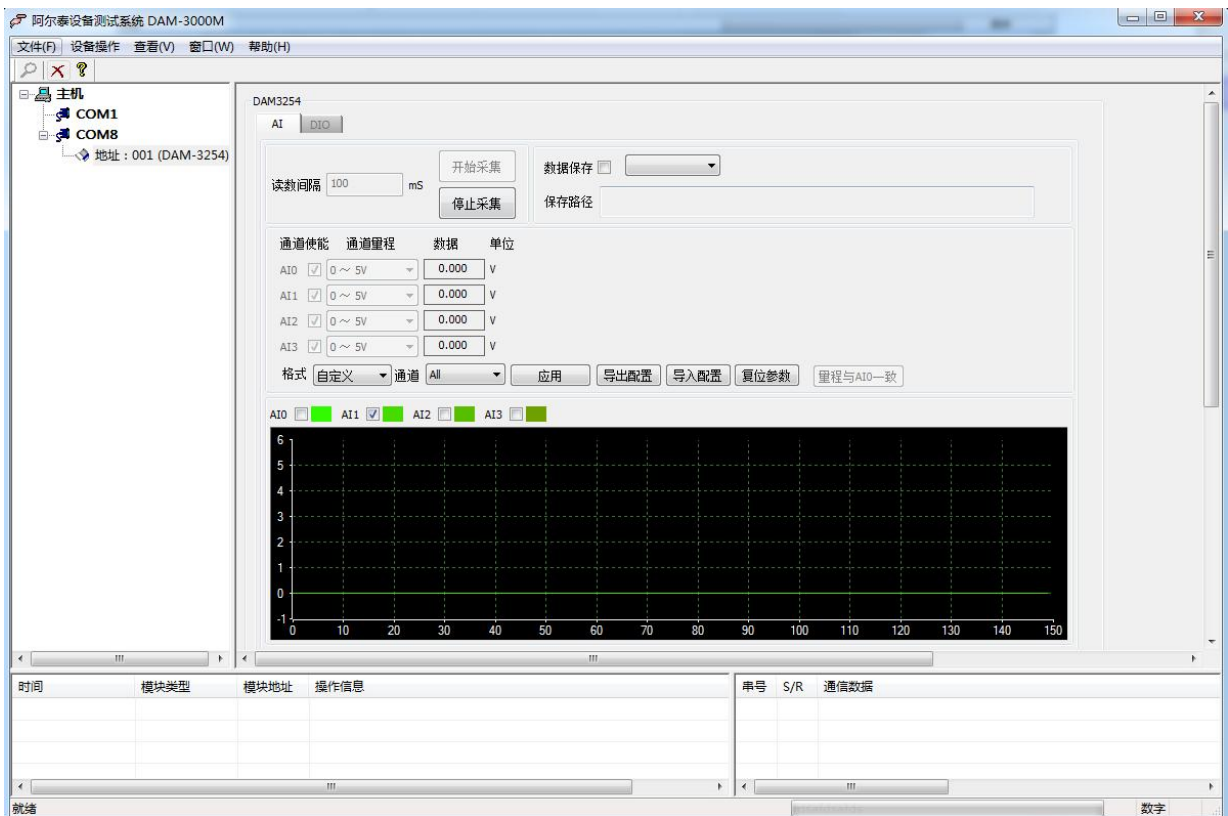 阿尔泰设备测试系统 DAM-3000M
文件(F) 设备操作 查看(V) 窗口(W) 帮助(H)
主机
COM1
COM8
地址：001 (DAM-3254)
DAM3254
AI DIO
读数间隔 100 mS
开始采集
停止采集
数据保存
保存路径
通道使能 通道里程 数据 单位
AI0 0～ 5V 0.000 V
AI1 0～ 5V 0.000 V
AI2 0～ 5V 0.000 V
AI3 0～ 5V 0.000 V
格式 自定义 通道 All 应用 导出配置 导入配置 复位参数 里程与AI0一致
AI0 AI1 AI2 AI3
6
5
4
3
2
1
0
-1
0 10 20 30 40 50 60 70 80 90 100 110 120 130 140 150
时间 模块类型 模块地址 操作信息
串号 S/R 通信数据
就绪
数字